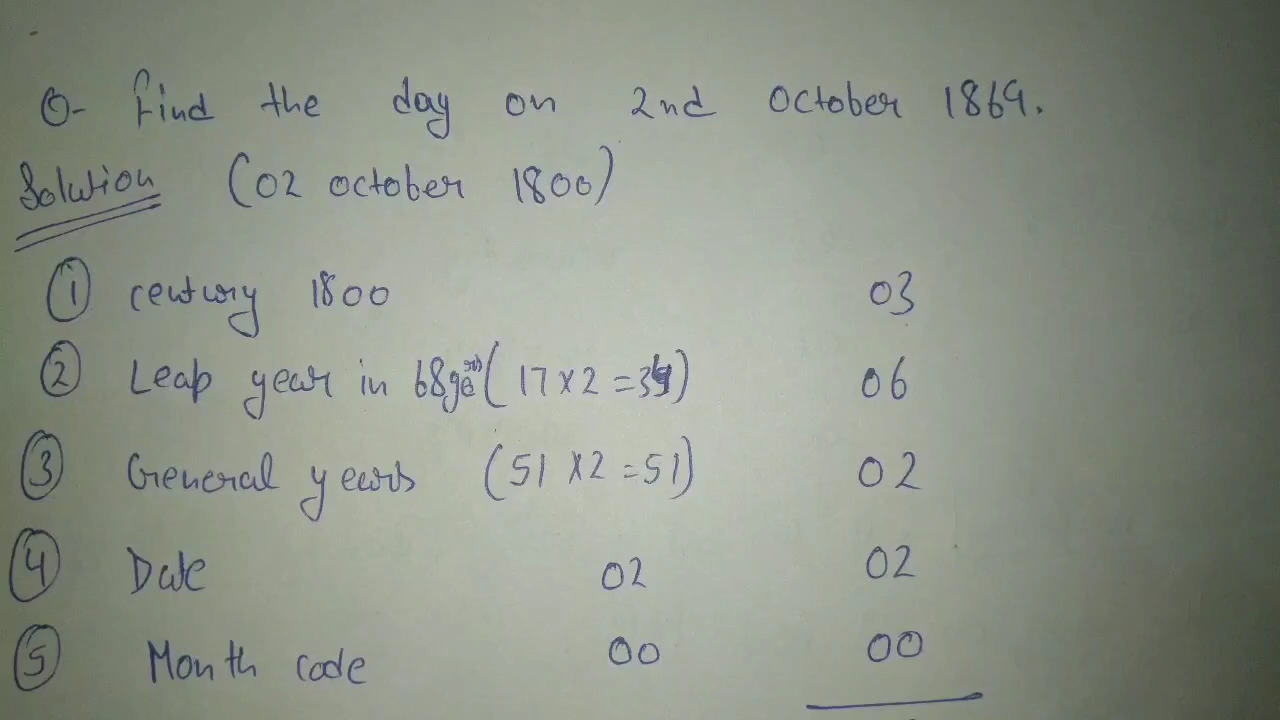 Q- Find the day on 2nd October 1869.
Solution (02 october 1800)
① century 1800 03
② Leap year in 68 ( 17 x 2 = 34) 06
③ General years (51 x 2 = 51) 02
④ Date 02 02
⑤ Month code 00 00